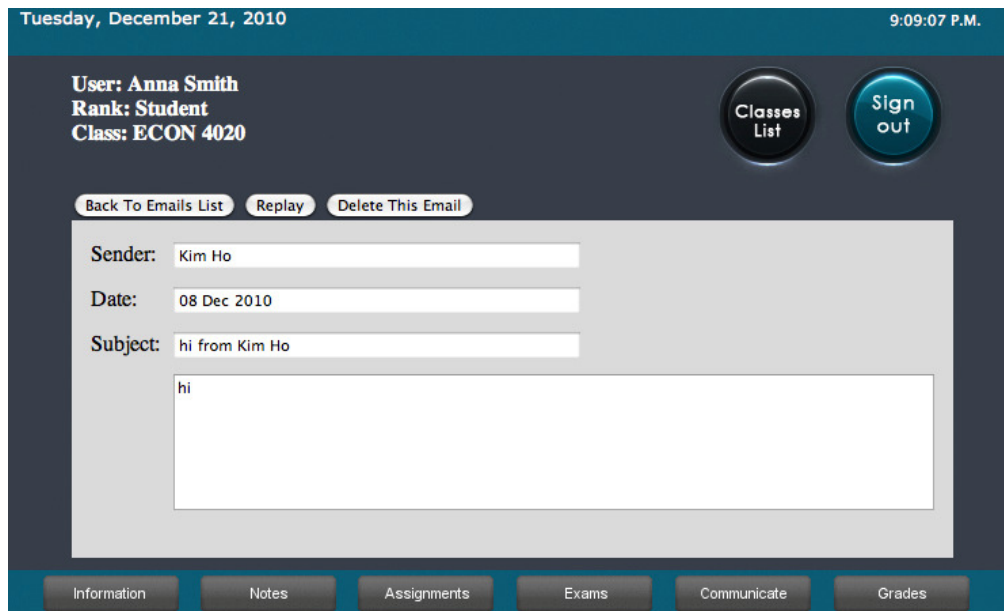 Tuesday, December 21, 2010 9:09:07 P.M.
User: Anna Smith
Rank: Student
Class: ECON 4020
Classes
List
Sign
out
Back To Emails List Replay Delete This Email
Sender: Kim Ho
Date: 08 Dec 2010
Subject: hi from Kim Ho
hi
Information Notes Assignments Exams Communicate Grades